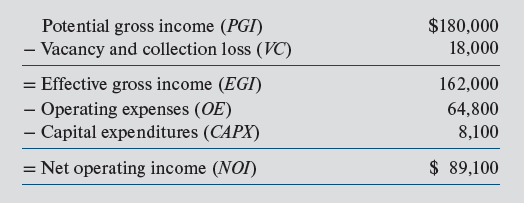 Potential gross income (PGI) $180,000
− Vacancy and collection loss (VC) 18,000
= Effective gross income (EGI) 162,000
− Operating expenses (OE) 64,800
− Capital expenditures (CAPX) 8,100
= Net operating income (NOI) $ 89,100